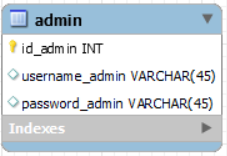 admin
id_admin INT
username_admin VARCHAR(45)
password_admin VARCHAR(45)
Indexes